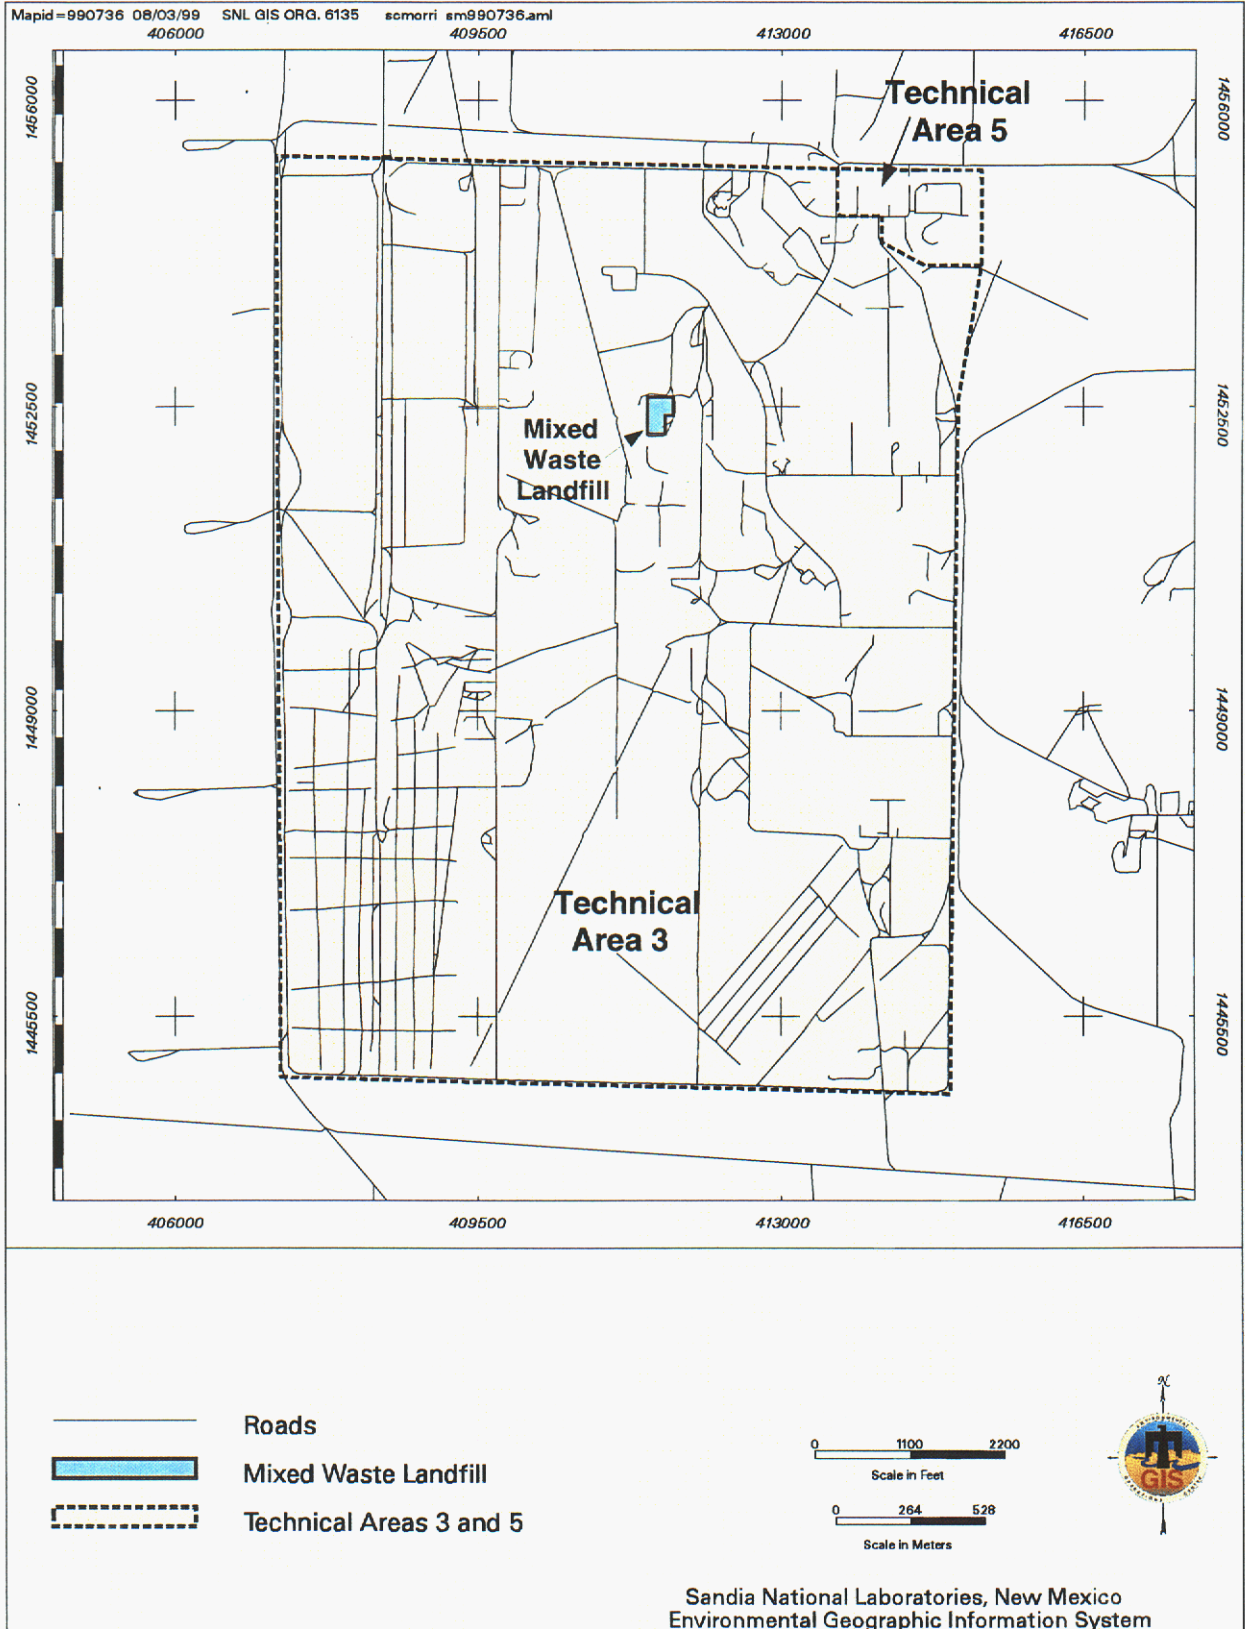 Mapid=990736 08/03/99 SNL GIS ORG. 6135 scmorri sm990736.aml
406000 409500 413000 416500
1456000
1456000
Technical
Area 5
1452500
1452500
Mixed
Waste
Landfill
1449000
1449000
Technical
Area 3
1445500
1445500
406000 409500 413000 416500
Roads
Mixed Waste Landfill
Technical Areas 3 and 5
0 1100 2200
Scale in Feet
0 264 528
Scale in Meters
N
GIS
Sandia National Laboratories, New Mexico
Environmental Geographic Information System